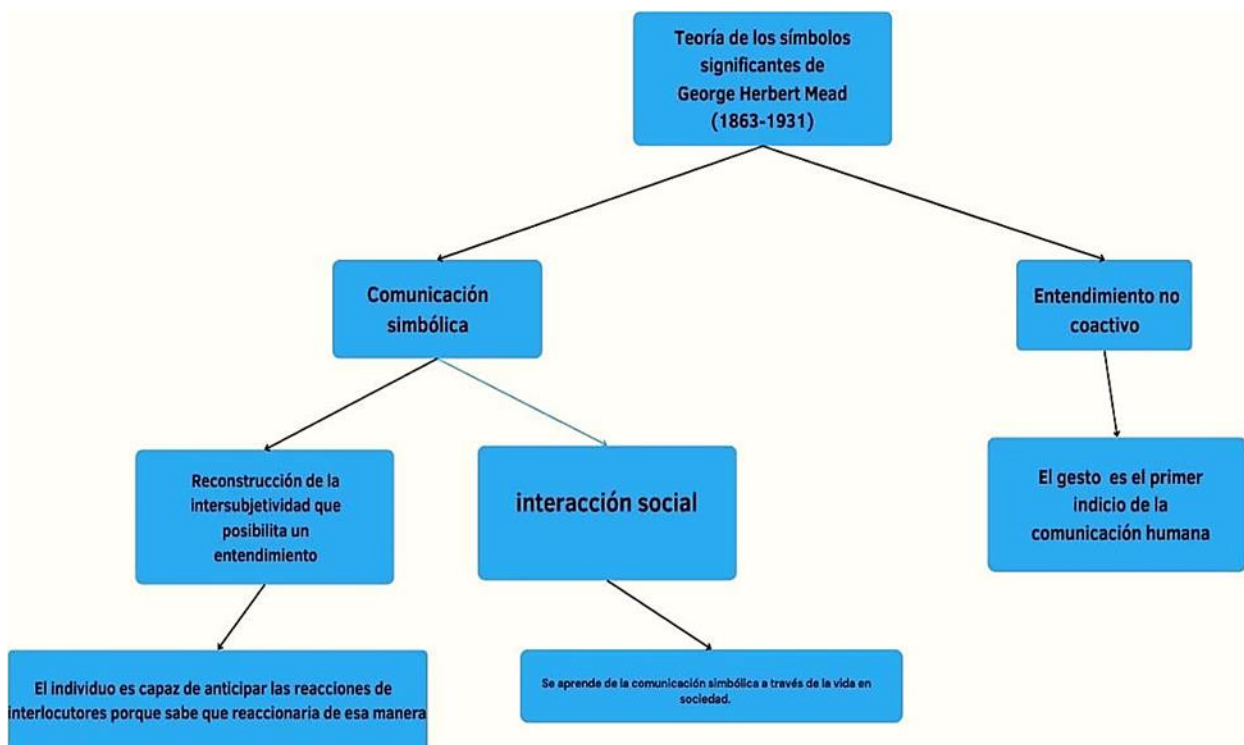 Teoría de los símbolos
significantes de
George Herbert Mead
(1863-1931)
Comunicación
simbólica
Entendimiento no
coactivo
Reconstrucción de la
intersubjetividad que
posibilita un
entendimiento
interacción social
El gesto es el primer
indicio de la
comunicación humana
El individuo es capaz de anticipar las reacciones de
interlocutores porque sabe que reaccionaria de esa manera
Se aprende de la comunicación simbólica a través de la vida en
sociedad.